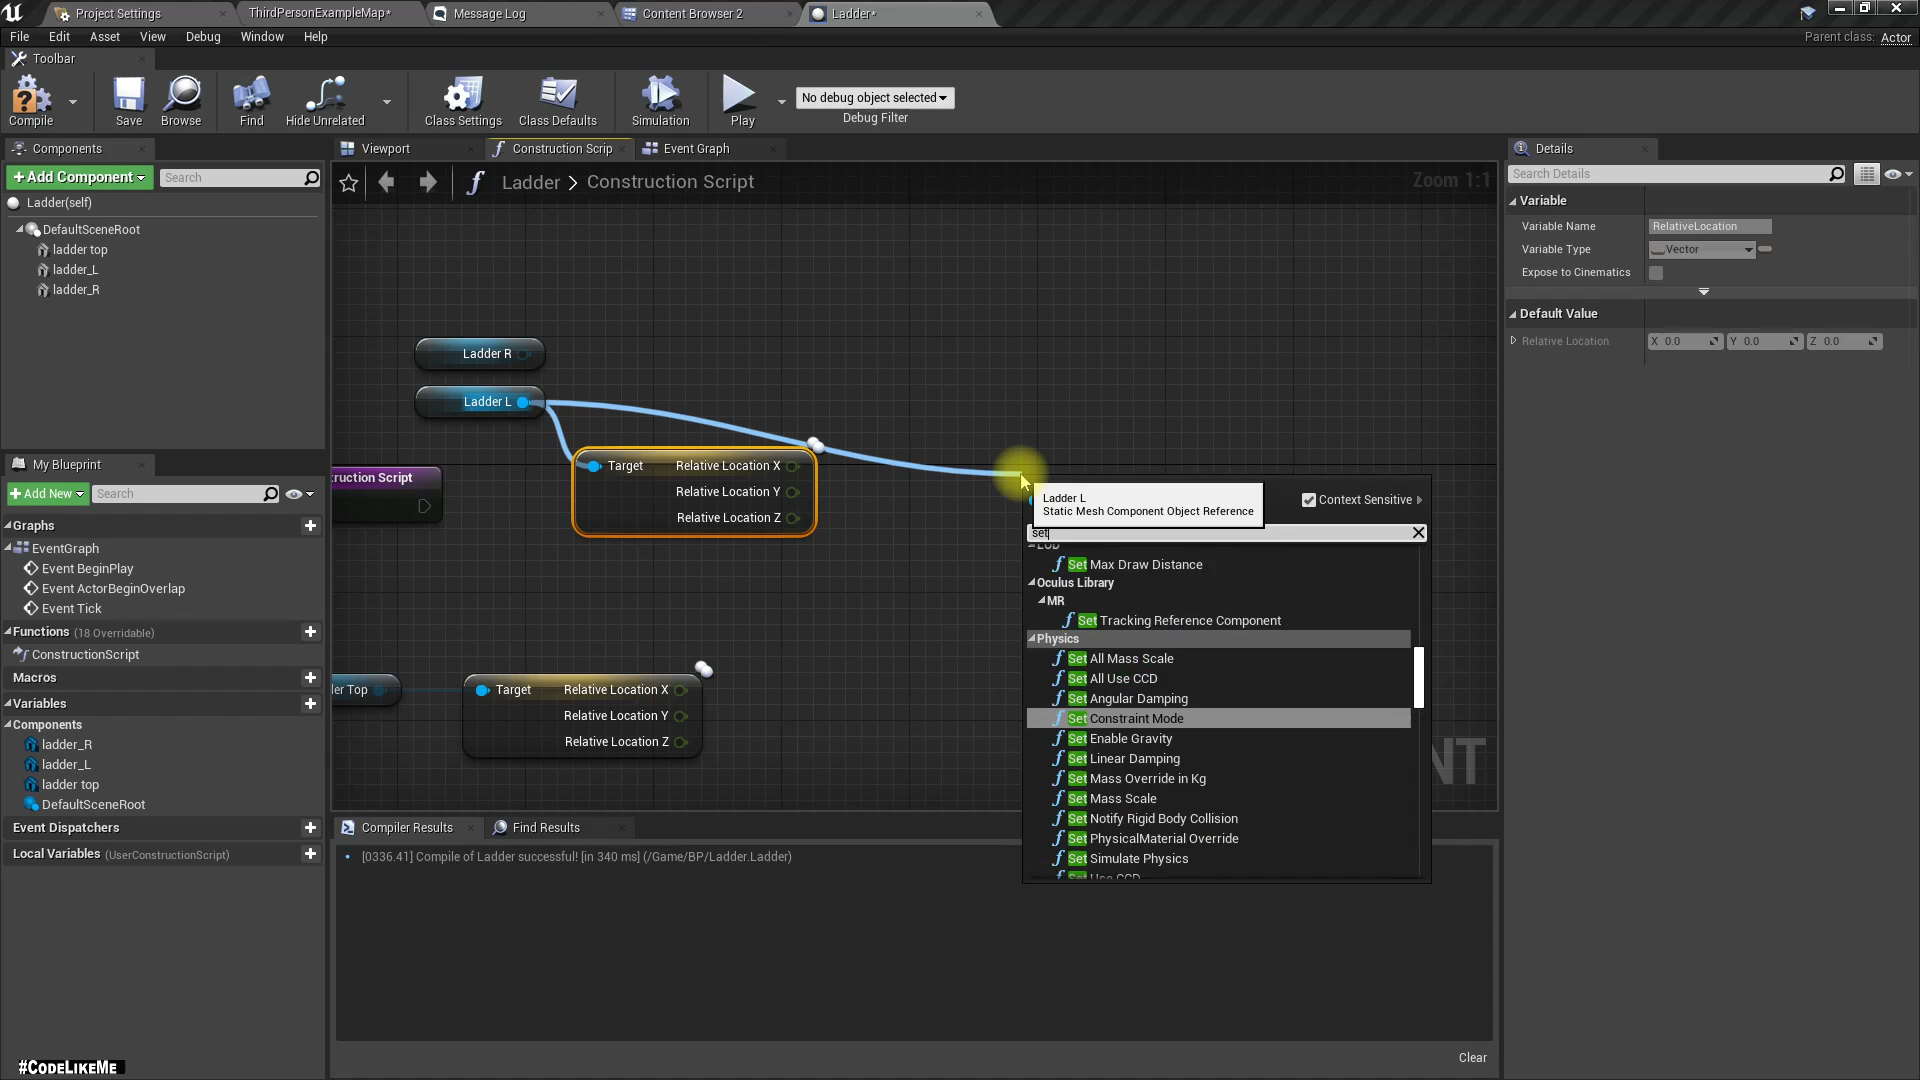 Project Settings
ThirdPersonExampleMap*
Message Log
Content Browser 2
Ladder*
File Edit Asset View Debug Window Help
Parent class: Actor
Toolbar
Compile
Save
Browse
Find
Hide Unrelated
Class Settings
Class Defaults
Simulation
Play
No debug object selected
Debug Filter
Components
+Add Component
Search
Ladder(self)
DefaultSceneRoot
ladder top
ladder_L
ladder_R
My Blueprint
+Add New
Search
Graphs
EventGraph
Event BeginPlay
Event ActorBeginOverlap
Event Tick
Functions (18 Overridable)
ConstructionScript
Macros
Variables
Components
ladder_R
ladder_L
ladder top
DefaultSceneRoot
Event Dispatchers
Local Variables (UserConstructionScript)
#CODELIKEME
Viewport
Construction Scrip
Event Graph
Ladder > Construction Script
Zoom 1:1
Ladder R
Ladder L
Target
Relative Location X
Relative Location Y
Relative Location Z
ruction Script
er Top
Target
Relative Location X
Relative Location Y
Relative Location Z
NT
Ladder L
Static Mesh Component Object Reference
Context Sensitive
set
LOD
Set Max Draw Distance
Oculus Library
MR
Set Tracking Reference Component
Physics
Set All Mass Scale
Set All Use CCD
Set Angular Damping
Set Constraint Mode
Set Enable Gravity
Set Linear Damping
Set Mass Override in Kg
Set Mass Scale
Set Notify Rigid Body Collision
Set PhysicalMaterial Override
Set Simulate Physics
Set Use CCD
Compiler Results
Find Results
[0336.41] Compile of Ladder successful! [in 340 ms] (/Game/BP/Ladder.Ladder)
Clear
Details
Search Details
Variable
Variable Name
RelativeLocation
Variable Type
Vector
Expose to Cinematics
Default Value
Relative Location
X 0.0 Y 0.0 Z 0.0